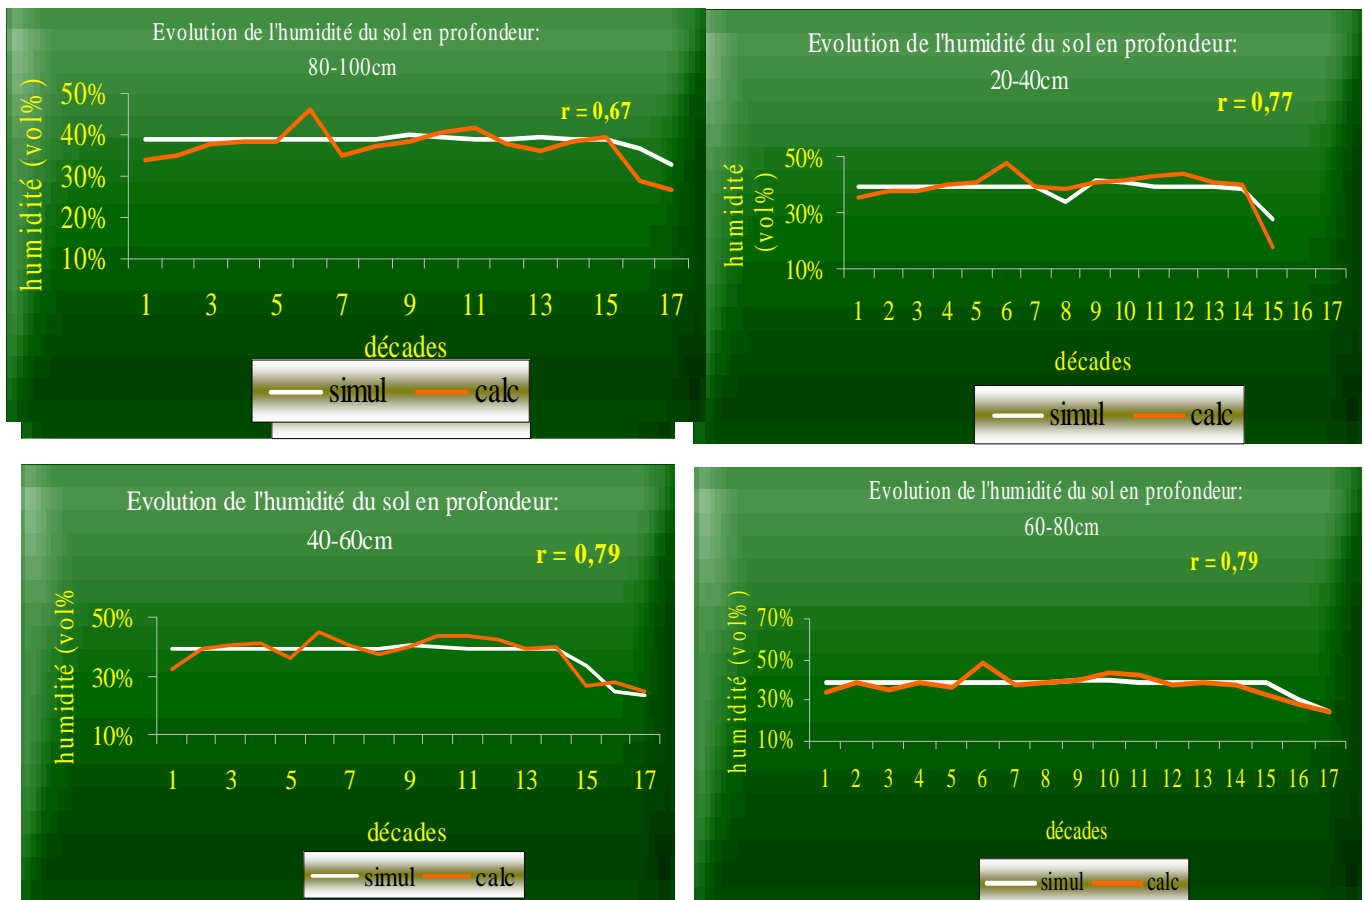 Evolution de l'humidité du sol en profondeur:
80-100cm
r = 0,67
humidité (vol%)
50%
40%
30%
20%
10%
1 3 5 7 9 11 13 15 17
décades
simul calc
Evolution de l'humidité du sol en profondeur:
20-40cm
r = 0,77
humidité
(vol%)
50%
30%
10%
1 2 3 4 5 6 7 8 9 10 11 12 13 14 15 16 17
décades
simul calc
Evolution de l'humidité du sol en profondeur:
40-60cm
r = 0,79
humidité (vol%
50%
30%
10%
1 3 5 7 9 11 13 15 17
décades
simul calc
Evolution de l'humidité du sol en profondeur:
60-80cm
r = 0,79
humidité (vol%)
70%
50%
30%
10%
1 2 3 4 5 6 7 8 9 10 11 12 13 14 15 16 17
décades
simul calc